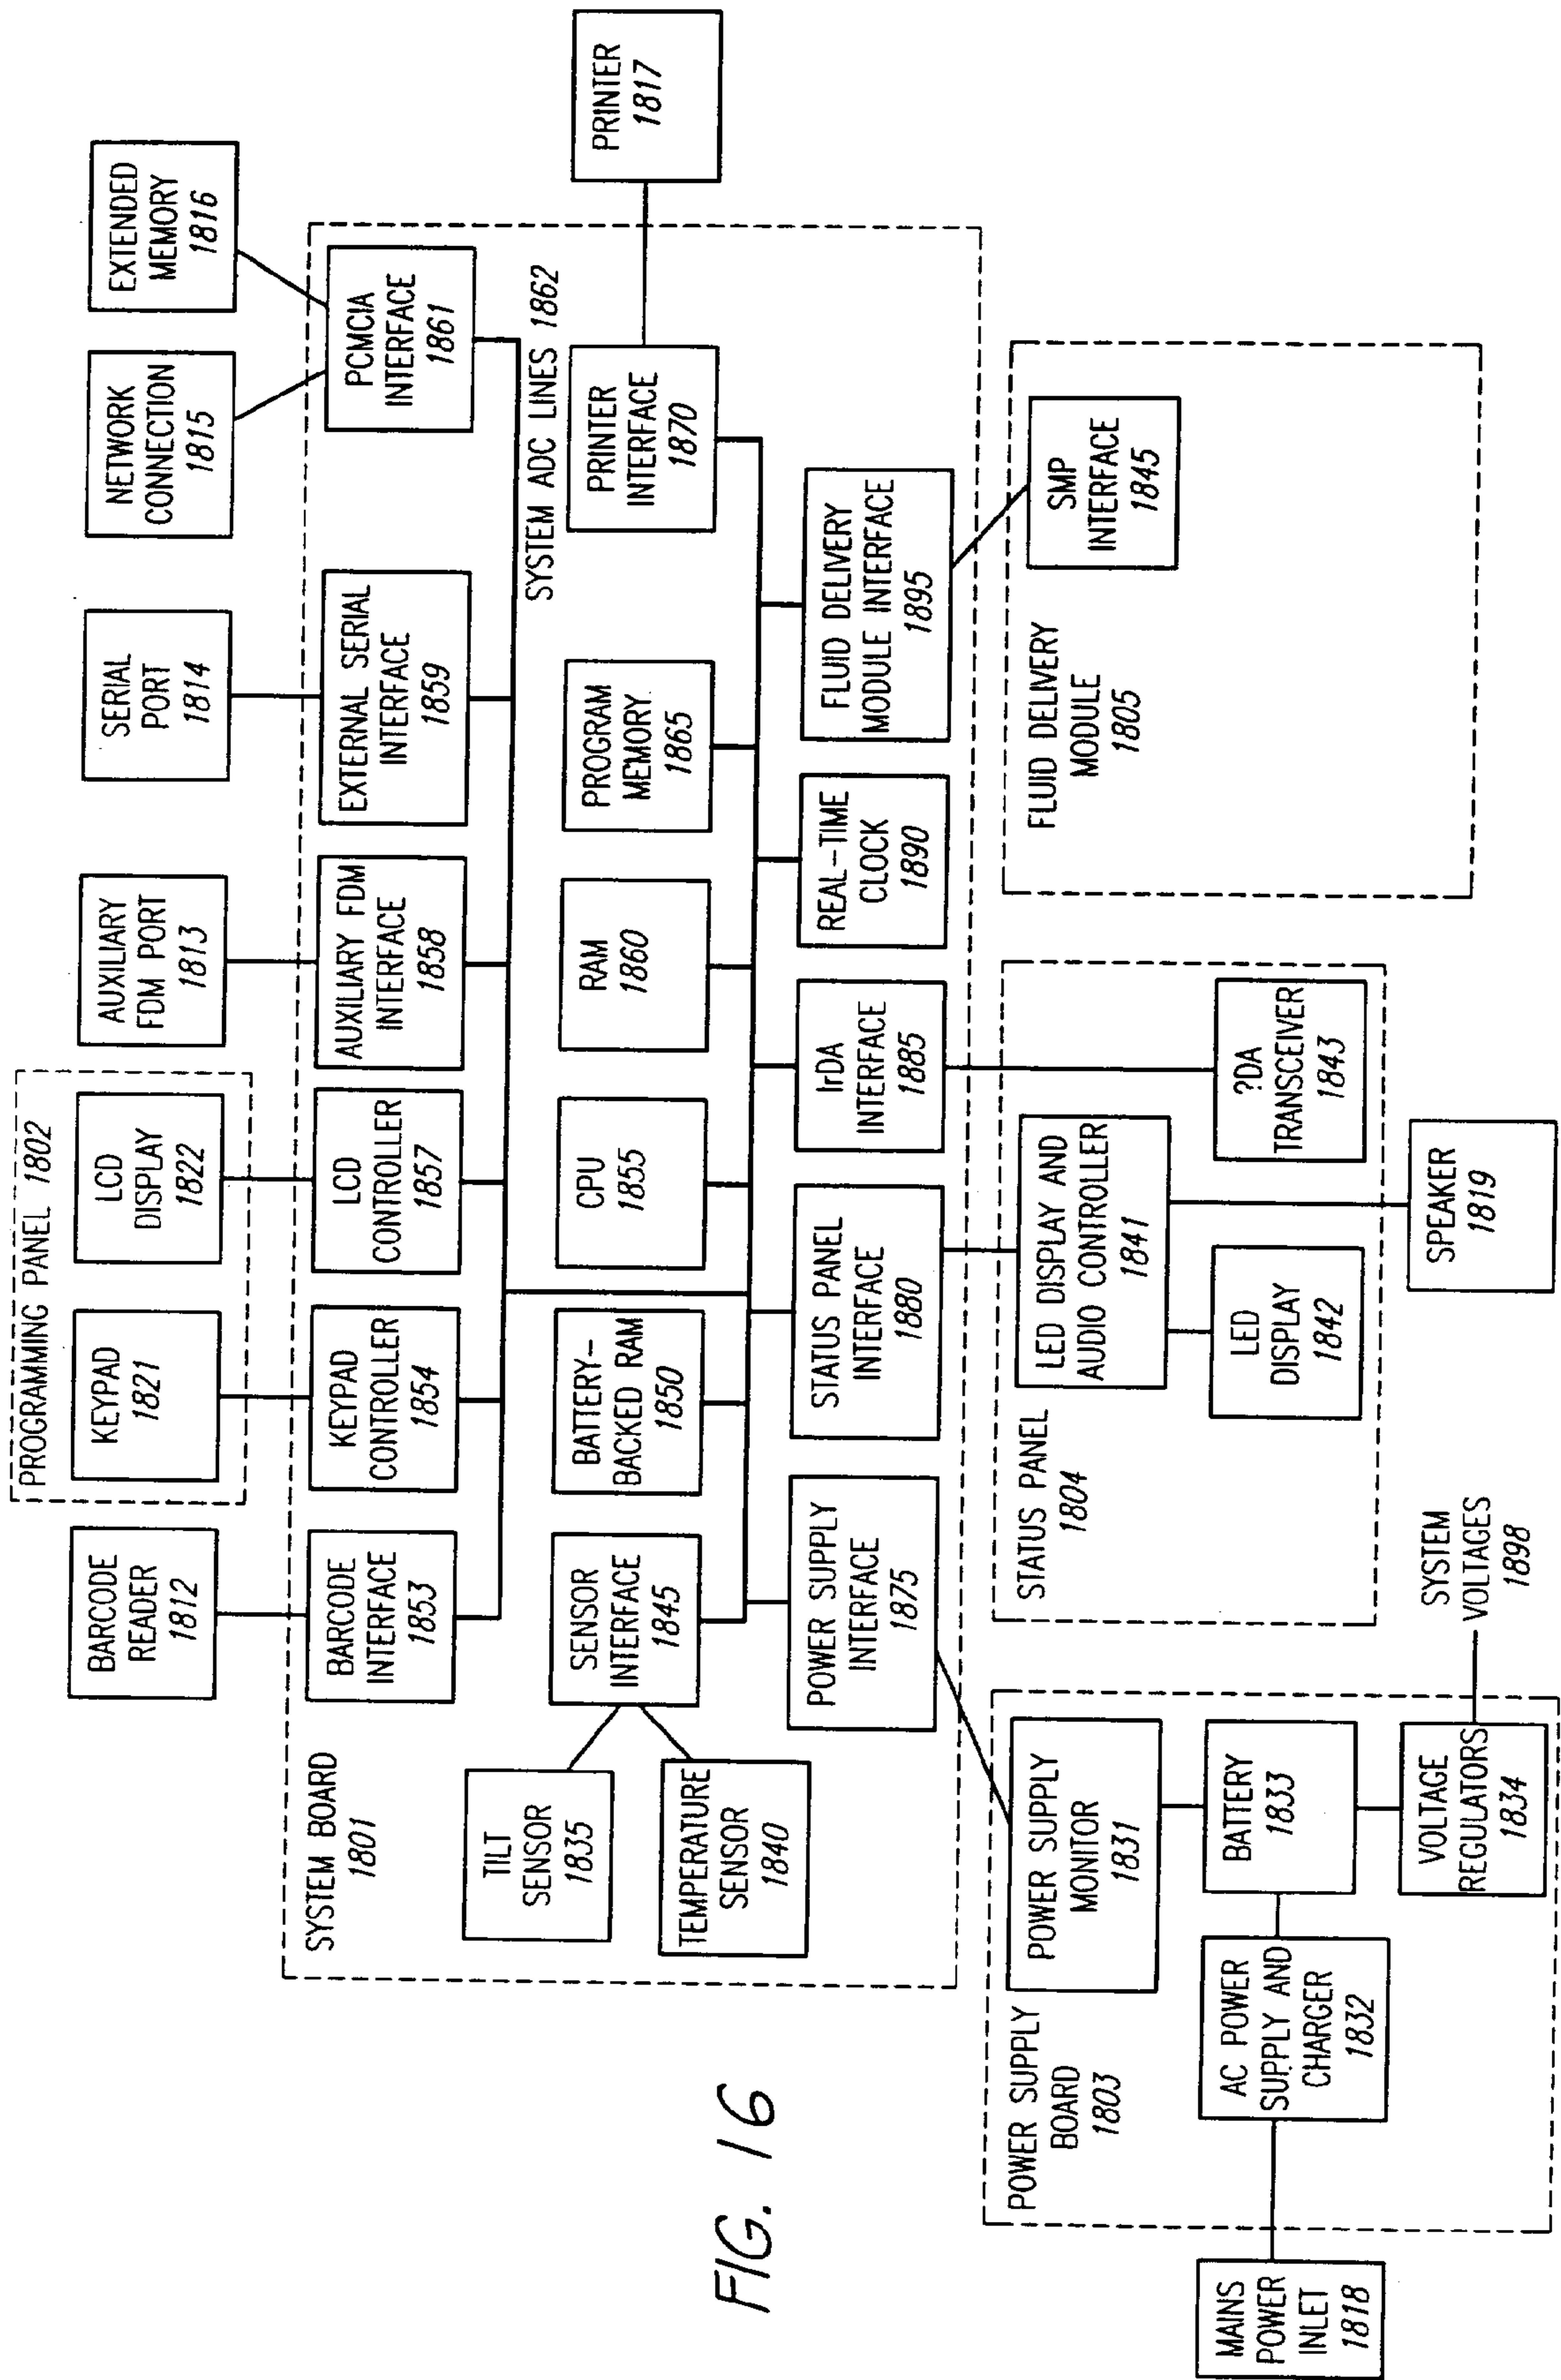 PROGRAMMING PANEL 1802
BARCODE
READER
1812
KEYPAD
1821
LCD
DISPLAY
1822
AUXILIARY
FDM PORT
1813
SERIAL
PORT
1814
NETWORK
CONNECTION
1815
EXTENDED
MEMORY
1816
SYSTEM BOARD
1801
BARCODE
INTERFACE
1853
KEYPAD
CONTROLLER
1854
LCD
CONTROLLER
1857
AUXILIARY FDM
INTERFACE
1858
EXTERNAL SERIAL
INTERFACE
1859
PCMCIA
INTERFACE
1861
SYSTEM ADC LINES 1862
TILT
SENSOR
1835
TEMPERATURE
SENSOR
1840
SENSOR
INTERFACE
1845
BATTERY-
BACKED RAM
1850
CPU
1855
RAM
1860
PROGRAM
MEMORY
1865
PRINTER
INTERFACE
1870
PRINTER
1817
POWER SUPPLY
INTERFACE
1875
STATUS PANEL
INTERFACE
1880
IrDA
INTERFACE
1885
REAL-TIME
CLOCK
1890
FLUID DELIVERY
MODULE INTERFACE
1895
FIG. 16
POWER SUPPLY
BOARD
1803
POWER SUPPLY
MONITOR
1831
MAINS
POWER
INLET
1818
AC POWER
SUPPLY AND
CHARGER
1832
BATTERY
1833
VOLTAGE
REGULATORS
1834
SYSTEM
VOLTAGES
1898
STATUS PANEL
1804
LED DISPLAY AND
AUDIO CONTROLLER
1841
LED
DISPLAY
1842
?DA
TRANSCEIVER
1843
SPEAKER
1819
FLUID DELIVERY
MODULE
1805
SMP
INTERFACE
1845